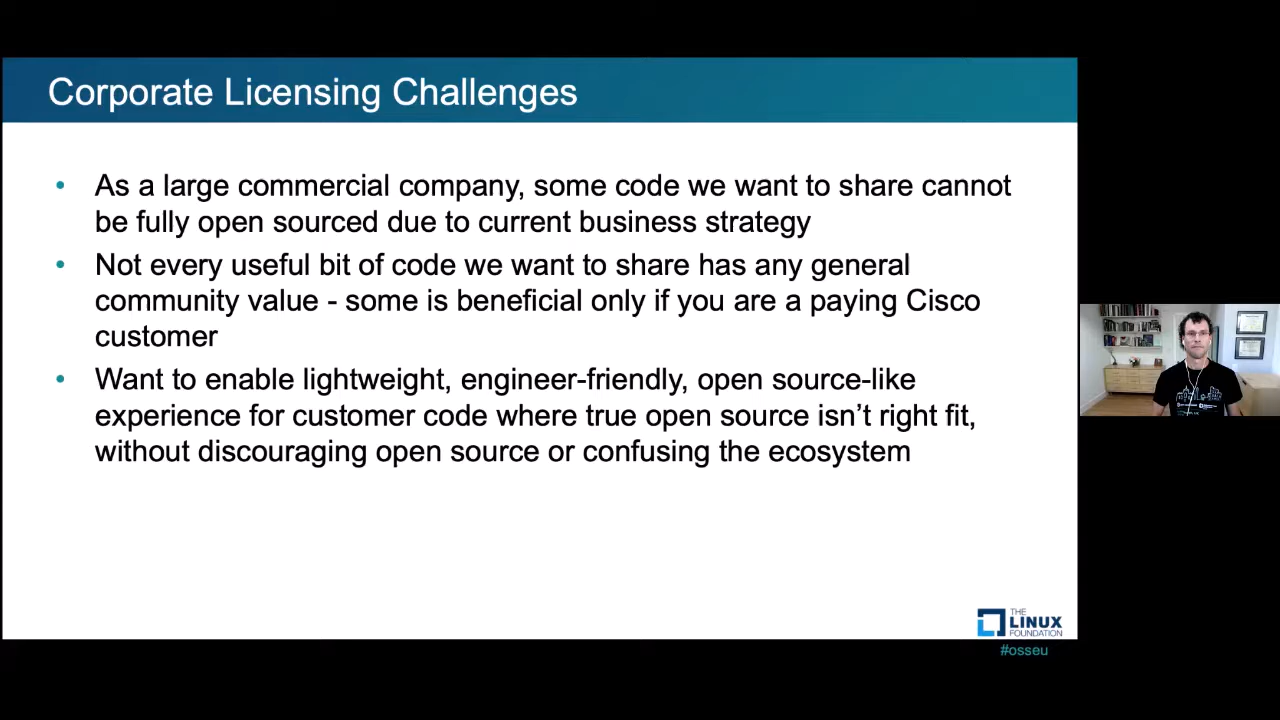 Corporate Licensing Challenges
• As a large commercial company, some code we want to share cannot
be fully open sourced due to current business strategy
• Not every useful bit of code we want to share has any general
community value - some is beneficial only if you are a paying Cisco
customer
• Want to enable lightweight, engineer-friendly, open source-like
experience for customer code where true open source isn’t right fit,
without discouraging open source or confusing the ecosystem
THE
LINUX
FOUNDATION
#osseu